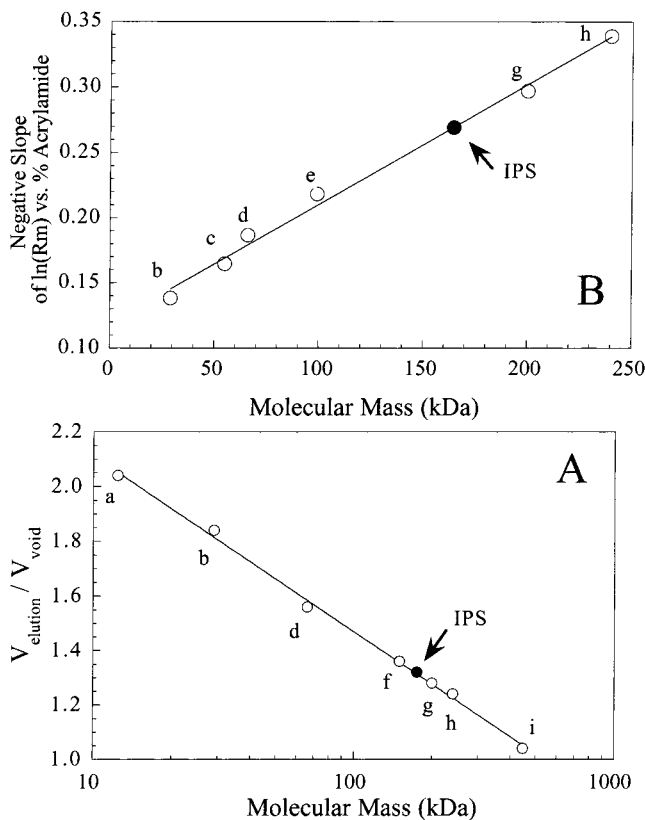 0.35
0.30
0.25
0.20
0.15
0.10
Negative Slope
of ln(Rm) vs. % Acrylamide
b
c
d
e
g
h
IPS
B
0
50
100
150
200
250
Molecular Mass (kDa)
2.2
2.0
1.8
1.6
1.4
1.2
1.0
V_elution / V_void
A
a
b
d
f
g
h
i
IPS
10
100
1000
Molecular Mass (kDa)